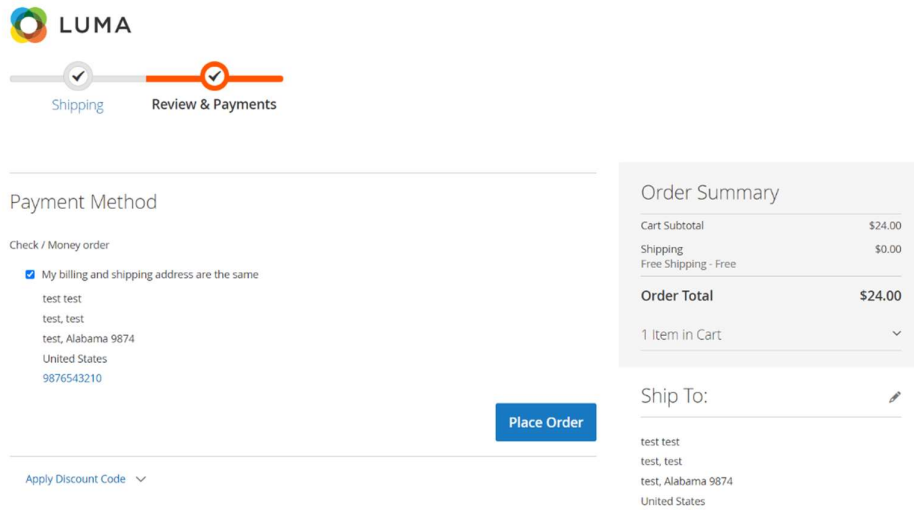 LUMA
Shipping
Review & Payments
Payment Method
Check / Money order
My billing and shipping address are the same
test test
test, test
test, Alabama 9874
United States
9876543210
Place Order
Apply Discount Code
Order Summary
Cart Subtotal $24.00
Shipping $0.00
Free Shipping - Free
Order Total $24.00
1 Item in Cart
Ship To:
test test
test, test
test, Alabama 9874
United States